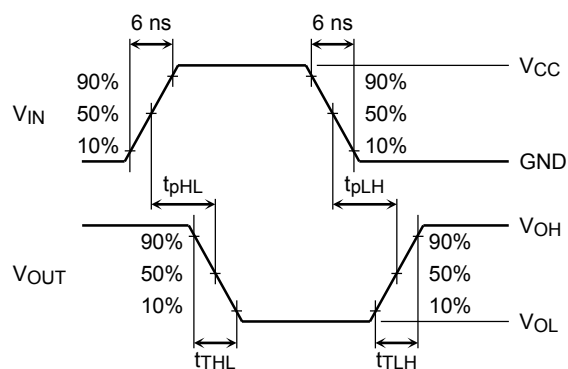 6 ns
6 ns
VCC
90%
90%
VIN
50%
50%
10%
10%
GND
tpHL
tpLH
VOH
90%
90%
VOUT
50%
50%
10%
10%
VOL
tTHL
tTLH